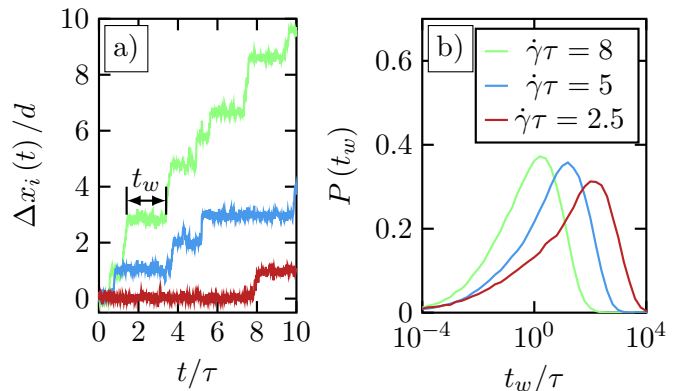 a)
Δx_i(t)/d
10
8
6
4
2
0
t_w
0 2 4 6 8 10
t/τ
b)
γ̇τ = 8
γ̇τ = 5
γ̇τ = 2.5
P(t_w)
0.6
0.4
0.2
0
10^−4 10^0 10^4
t_w/τ